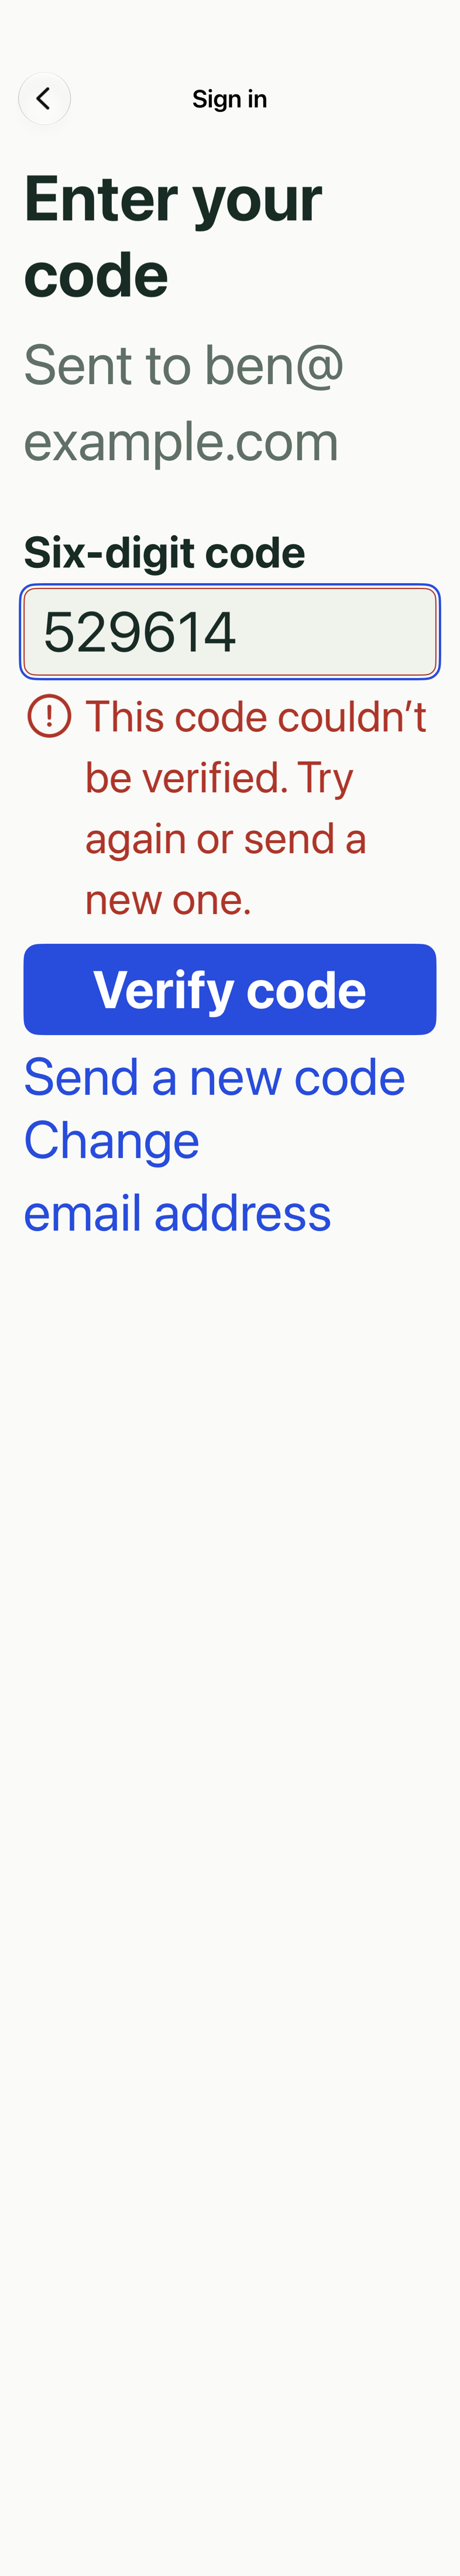 Sign in
Enter your
code
Sent to ben@
example.com
Six-digit code
529614
This code couldn’t
be verified. Try
again or send a
new one.
Verify code
Send a new code
Change
email address